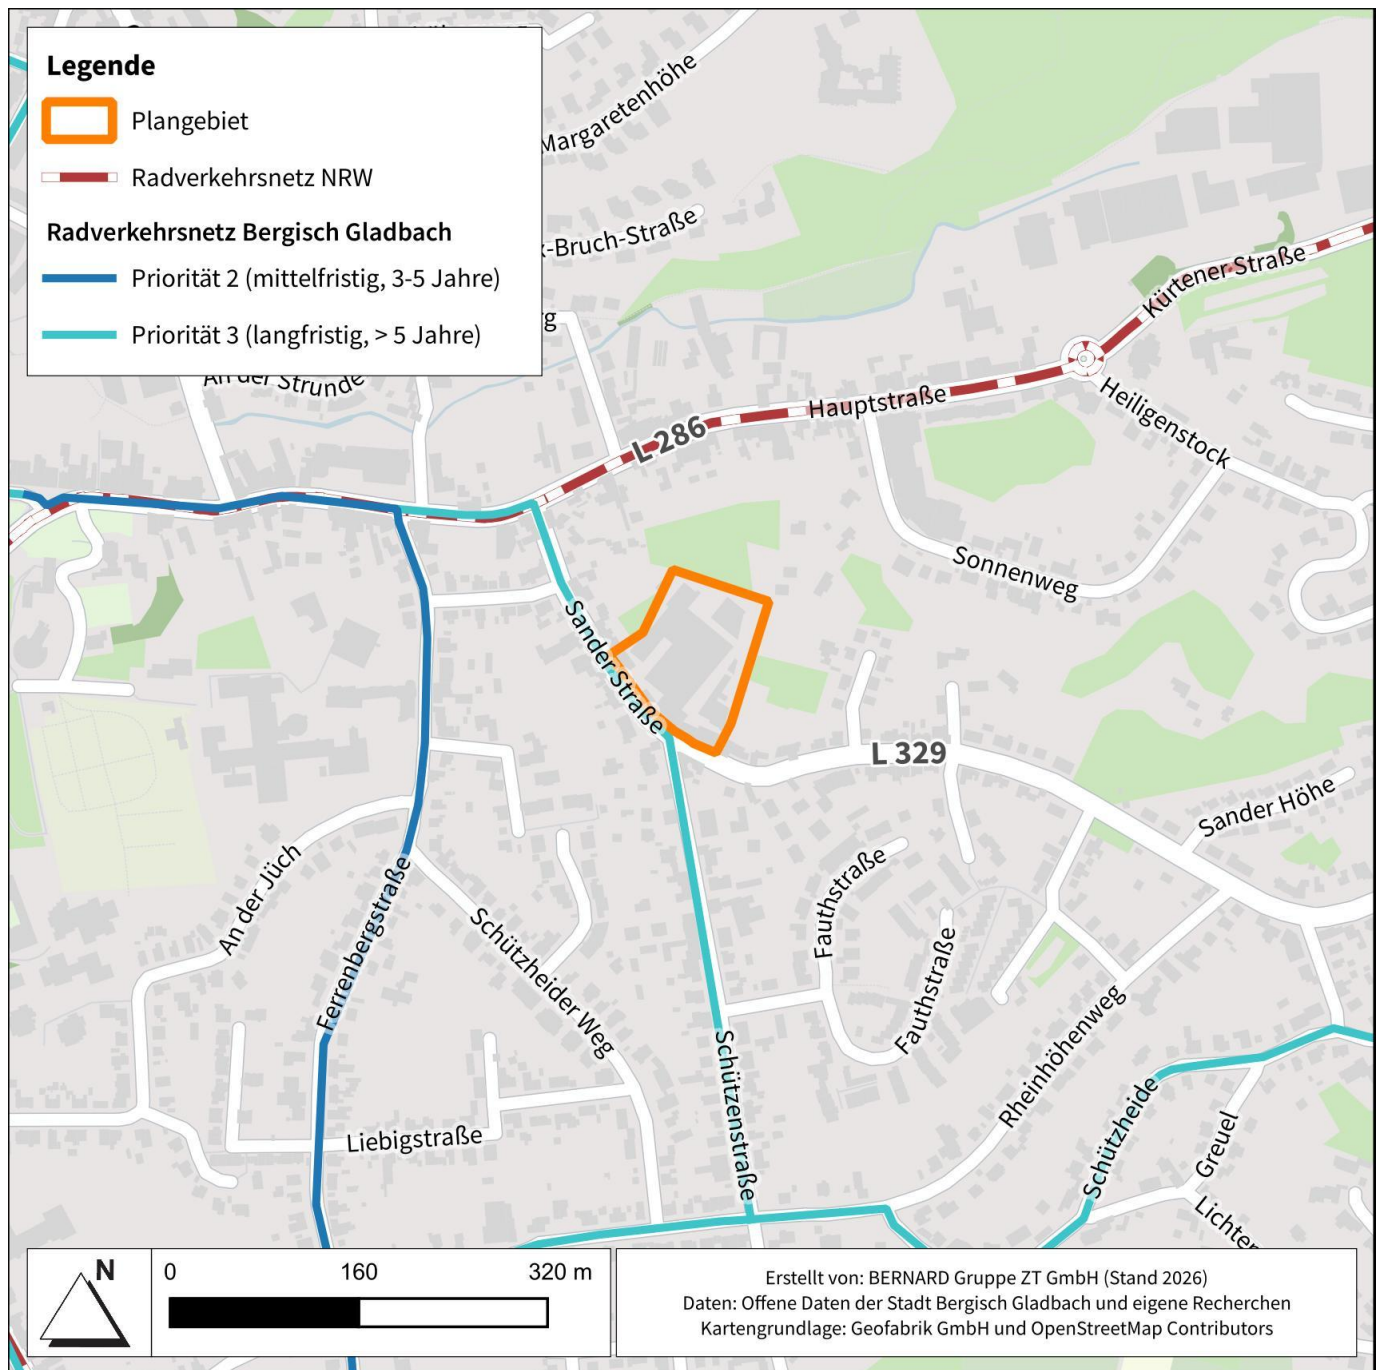 Legende
Plangebiet
Radverkehrsnetz NRW
Radverkehrsnetz Bergisch Gladbach
Priorität 2 (mittelfristig, 3-5 Jahre)
Priorität 3 (langfristig, > 5 Jahre)
Margaretenhöhe
x-Bruch-Straße
rg
An der Strunde
Kürtener Straße
Hauptstraße
L 286
Heiligenstock
Sonnenweg
Sander Straße
L 329
Sander Höhe
An der Jüch
Ferrenbergstraße
Schützheider Weg
Fauthstraße
Fauthstraße
Rheinhöhenweg
Schützenstraße
Schützheide
Greuel
Liebigstraße
Lichter
N
0 160 320 m
Erstellt von: BERNARD Gruppe ZT GmbH (Stand 2026)
Daten: Offene Daten der Stadt Bergisch Gladbach und eigene Recherchen
Kartengrundlage: Geofabrik GmbH und OpenStreetMap Contributors